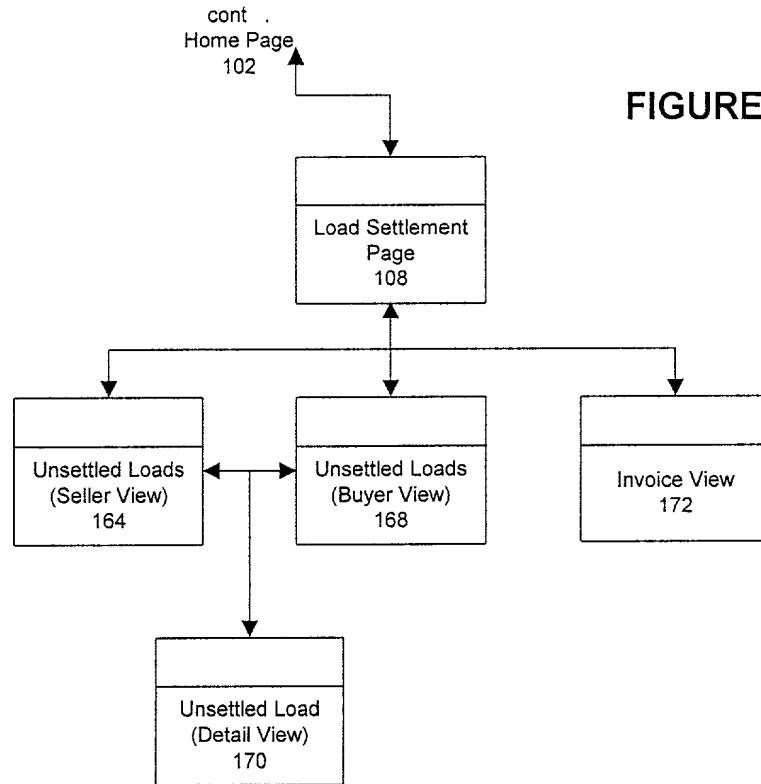 cont .
Home Page
102
FIGURE
Load Settlement
Page
108
Unsettled Loads
(Seller View)
164
Unsettled Loads
(Buyer View)
168
Invoice View
172
Unsettled Load
(Detail View)
170